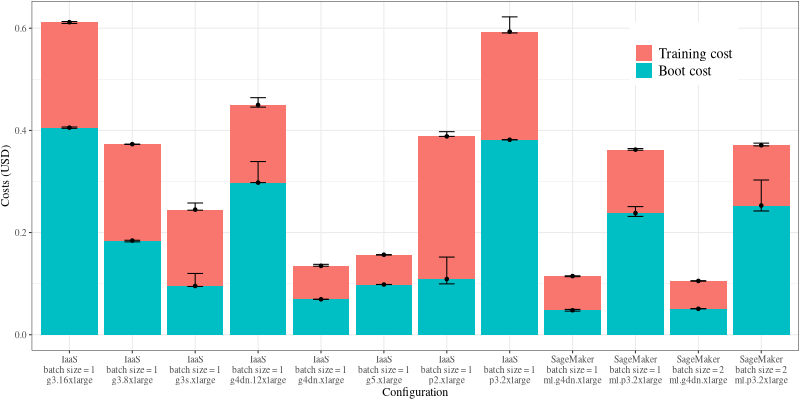 Costs (USD)
0.6
0.4
0.2
0.0
Training cost
Boot cost
IaaS
batch size = 1
g3.16xlarge
IaaS
batch size = 1
g3.8xlarge
IaaS
batch size = 1
g3s.xlarge
IaaS
batch size = 1
g4dn.12xlarge
IaaS
batch size = 1
g4dn.xlarge
IaaS
batch size = 1
g5.xlarge
IaaS
batch size = 1
p2.xlarge
IaaS
batch size = 1
p3.2xlarge
SageMaker
batch size = 1
ml.g4dn.xlarge
SageMaker
batch size = 1
ml.p3.2xlarge
SageMaker
batch size = 2
ml.g4dn.xlarge
SageMaker
batch size = 2
ml.p3.2xlarge
Configuration